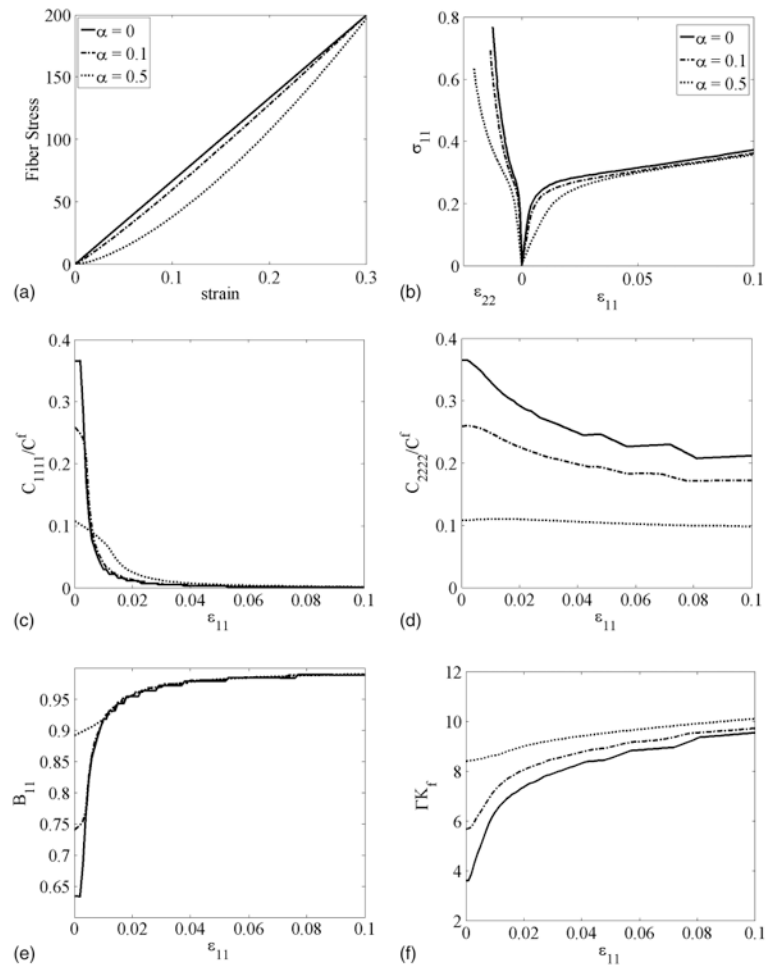 200
150
100
50
0
Fiber Stress
α = 0
α = 0.1
α = 0.5
0 0.1 0.2 0.3
strain
(a)
0.8
0.6
0.4
0.2
0
σ11
α = 0
α = 0.1
α = 0.5
0 0.05 0.1
ε22 ε11
(b)
0.4
0.3
0.2
0.1
0
C1111/Cf
0 0.02 0.04 0.06 0.08 0.1
ε11
(c)
0.4
0.3
0.2
0.1
0
C2222/Cf
0 0.02 0.04 0.06 0.08 0.1
ε11
(d)
0.95
0.9
0.85
0.8
0.75
0.7
0.65
B11
0 0.02 0.04 0.06 0.08 0.1
ε11
(e)
12
10
8
6
4
2
ΓKf
0 0.02 0.04 0.06 0.08 0.1
ε11
(f)